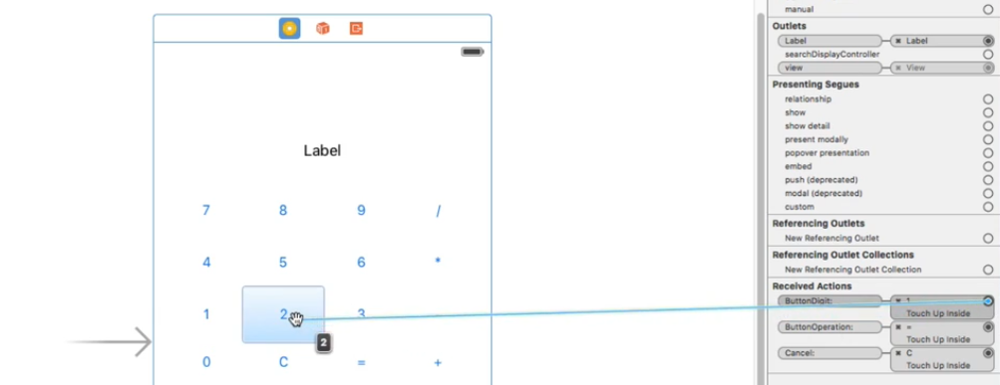 manual
Outlets
Label
Label
searchDisplayController
view
View
Presenting Segues
relationship
show
show detail
present modally
popover presentation
embed
push (deprecated)
modal (deprecated)
custom
Referencing Outlets
New Referencing Outlet
Referencing Outlet Collections
New Referencing Outlet Collection
Received Actions
ButtonDigit: 1
Touch Up Inside
ButtonOperation: =
Touch Up Inside
Cancel: C
Touch Up Inside
Label
7 8 9 /
4 5 6 *
1 2 3
2
0 C = +